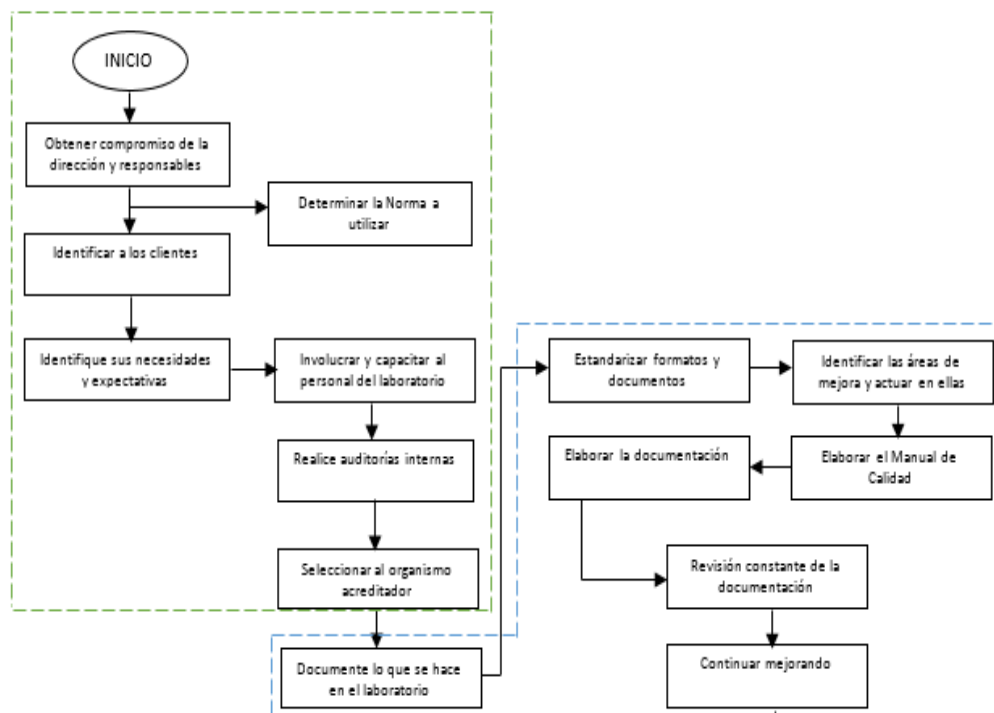 INICIO
Obtener compromiso de la
dirección y responsables
Determinar la Norma a
utilizar
Identificar a los clientes
Identifique sus necesidades
y expectativas
Involucrar y capacitar al
personal del laboratorio
Realice auditorías internas
Seleccionar al organismo
acreditador
Documente lo que se hace
en el laboratorio
Estandarizar formatos y
documentos
Identificar las áreas de
mejora y actuar en ellas
Elaborar el Manual de
Calidad
Elaborar la documentación
Revisión constante de la
documentación
Continuar mejorando